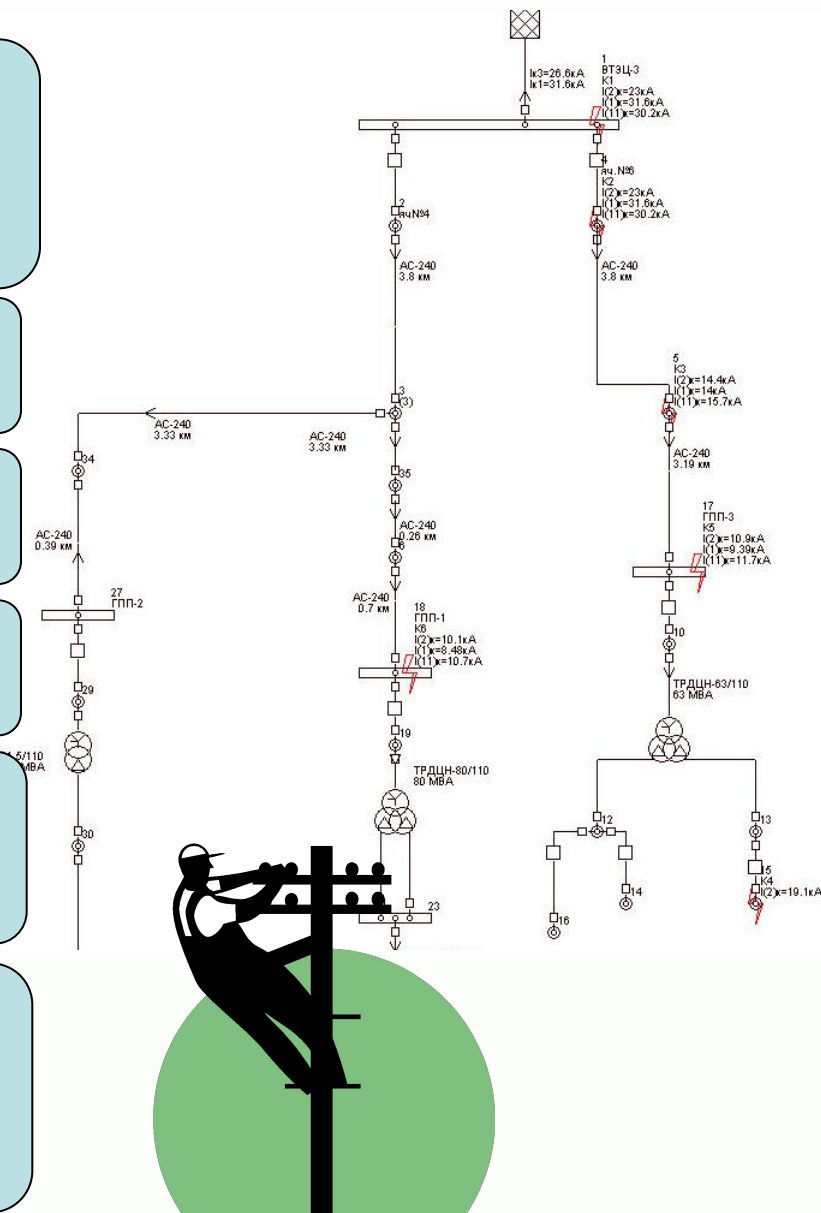 Iк3=26.6кА
Iк1=31.6кА
1
ВТЭЦ-3
К1
I(2)к=23кА
I(1)к=31.6кА
I(11)к=30.2кА
2
яч.№4
4
яч.№6
К2
I(2)к=23кА
I(1)к=31.6кА
I(11)к=30.2кА
АС-240
3.8 км
АС-240
3.8 км
5
К3
I(2)к=14.4кА
I(1)к=14кА
I(11)к=15.7кА
3
(3)
АС-240
3.33 км
АС-240
3.33 км
АС-240
3.19 км
34
35
АС-240
0.39 км
АС-240
0.26 км
6
17
ГПП-3
К5
I(2)к=10.9кА
I(1)к=9.39кА
I(11)к=11.7кА
27
ГПП-2
АС-240
0.7 км
18
ГПП-1
К6
I(2)к=10.1кА
I(1)к=8.48кА
I(11)к=10.7кА
10
29
19
ТРДЦН-63/110
63 МВА
5/110
МВА
ТРДЦН-80/110
80 МВА
30
12
13
15
К4
I(2)к=19.1кА
14
16
23